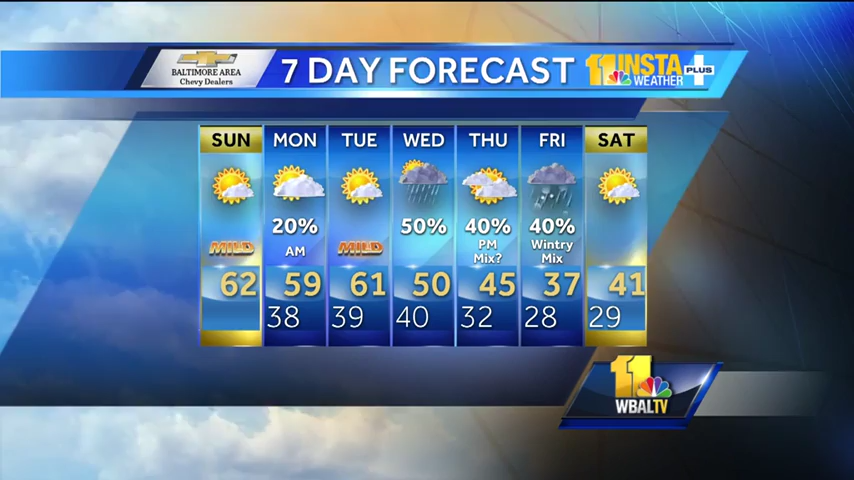 BALTIMORE AREA
Chevy Dealers
7 DAY FORECAST
11 INSTA
WEATHER
PLUS
SUN MON TUE WED THU FRI SAT
20% 50% 40% 40%
MILD AM MILD PM Wintry
Mix? Mix
62 59 61 50 45 37 41
38 39 40 32 28 29
11
WBALTV